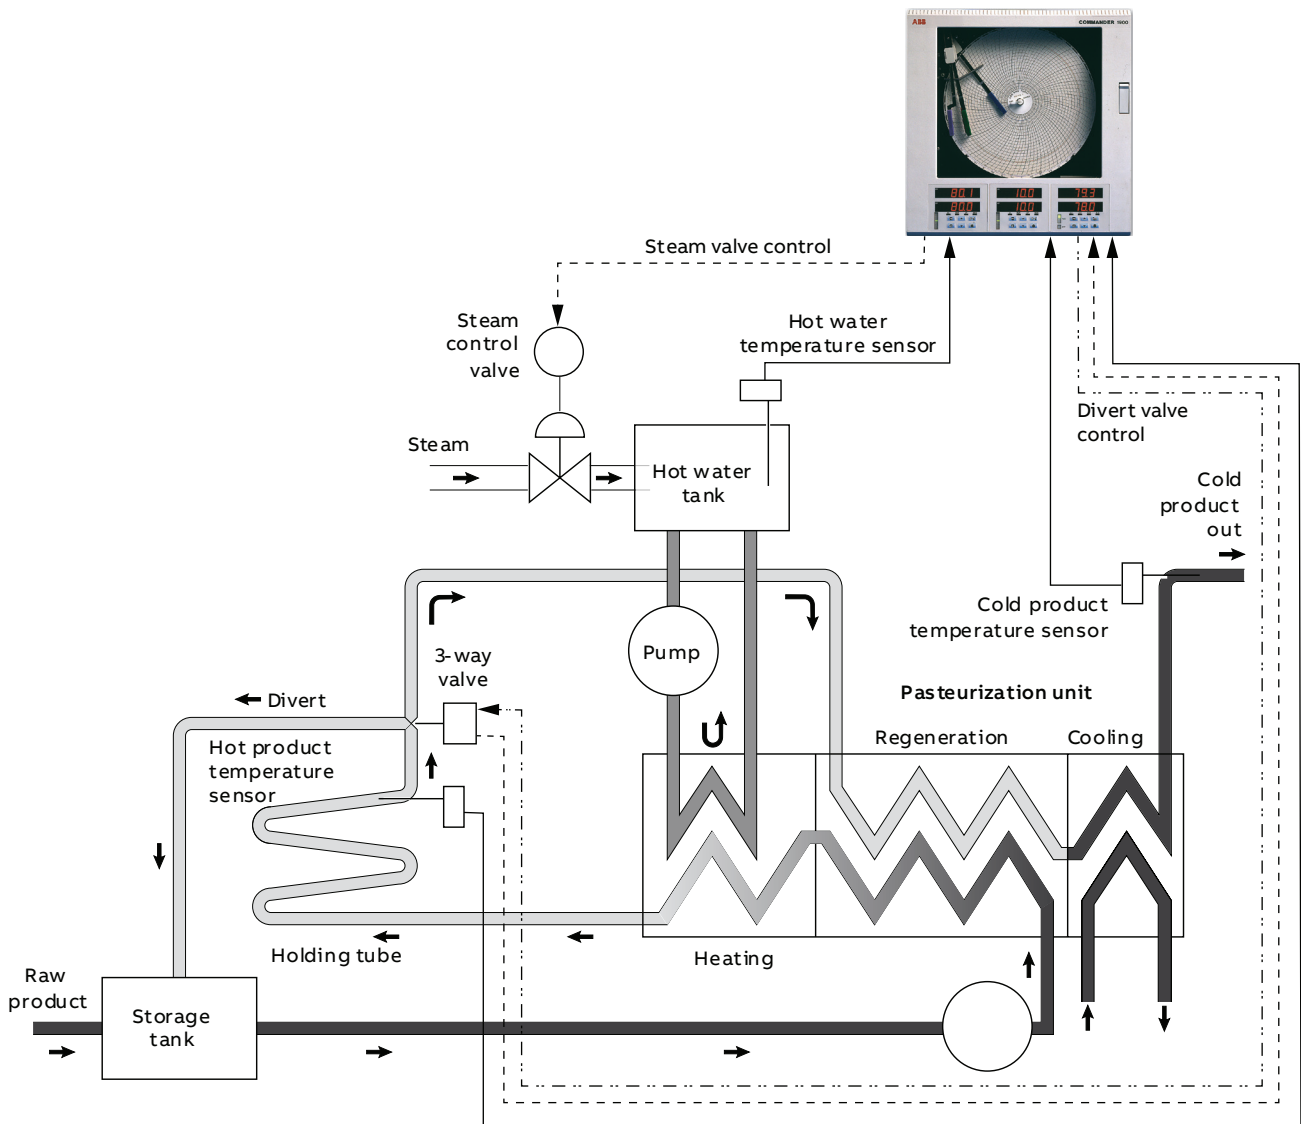 ABB
COMMANDER 1900
80.1
10.0
79.3
80.0
10.0
78.0
Steam valve control
Steam
control
valve
Hot water
temperature sensor
Divert valve
control
Steam
Hot water
tank
Cold
product
out
Cold product
temperature sensor
Pump
3-way
valve
Divert
Pasteurization unit
Hot product
temperature
sensor
Regeneration
Cooling
Holding tube
Heating
Raw
product
Storage
tank